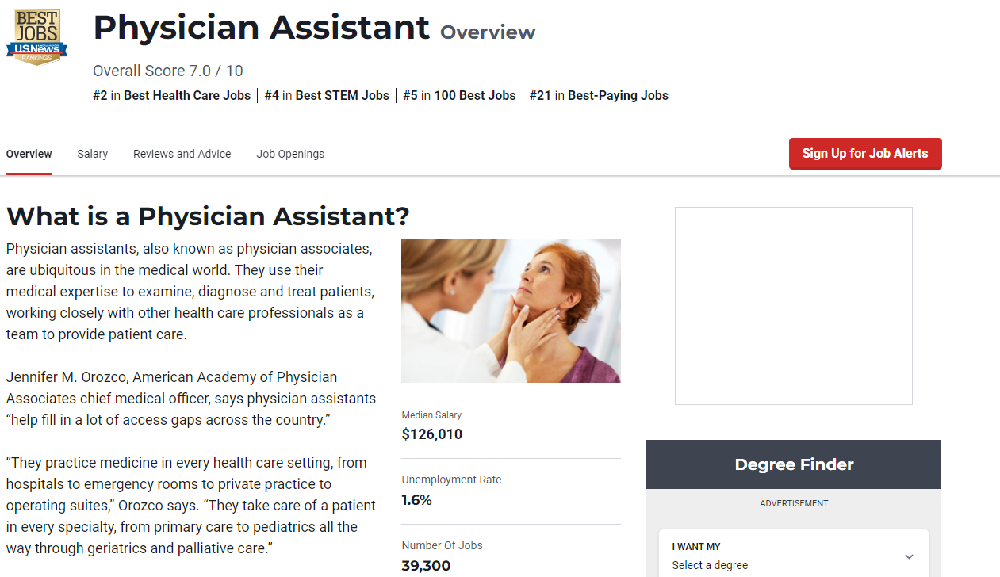 BEST
JOBS
U.S.News
RANKINGS
Physician Assistant Overview
Overall Score 7.0 / 10
#2 in Best Health Care Jobs | #4 in Best STEM Jobs | #5 in 100 Best Jobs | #21 in Best-Paying Jobs
Overview Salary Reviews and Advice Job Openings Sign Up for Job Alerts
What is a Physician Assistant?
Physician assistants, also known as physician associates,
are ubiquitous in the medical world. They use their
medical expertise to examine, diagnose and treat patients,
working closely with other health care professionals as a
team to provide patient care.
Jennifer M. Orozco, American Academy of Physician
Associates chief medical officer, says physician assistants
“help fill in a lot of access gaps across the country.”
“They practice medicine in every health care setting, from
hospitals to emergency rooms to private practice to
operating suites,” Orozco says. “They take care of a patient
in every specialty, from primary care to pediatrics all the
way through geriatrics and palliative care.”
Median Salary
$126,010
Unemployment Rate
1.6%
Number Of Jobs
39,300
Degree Finder
ADVERTISEMENT
I WANT MY
Select a degree